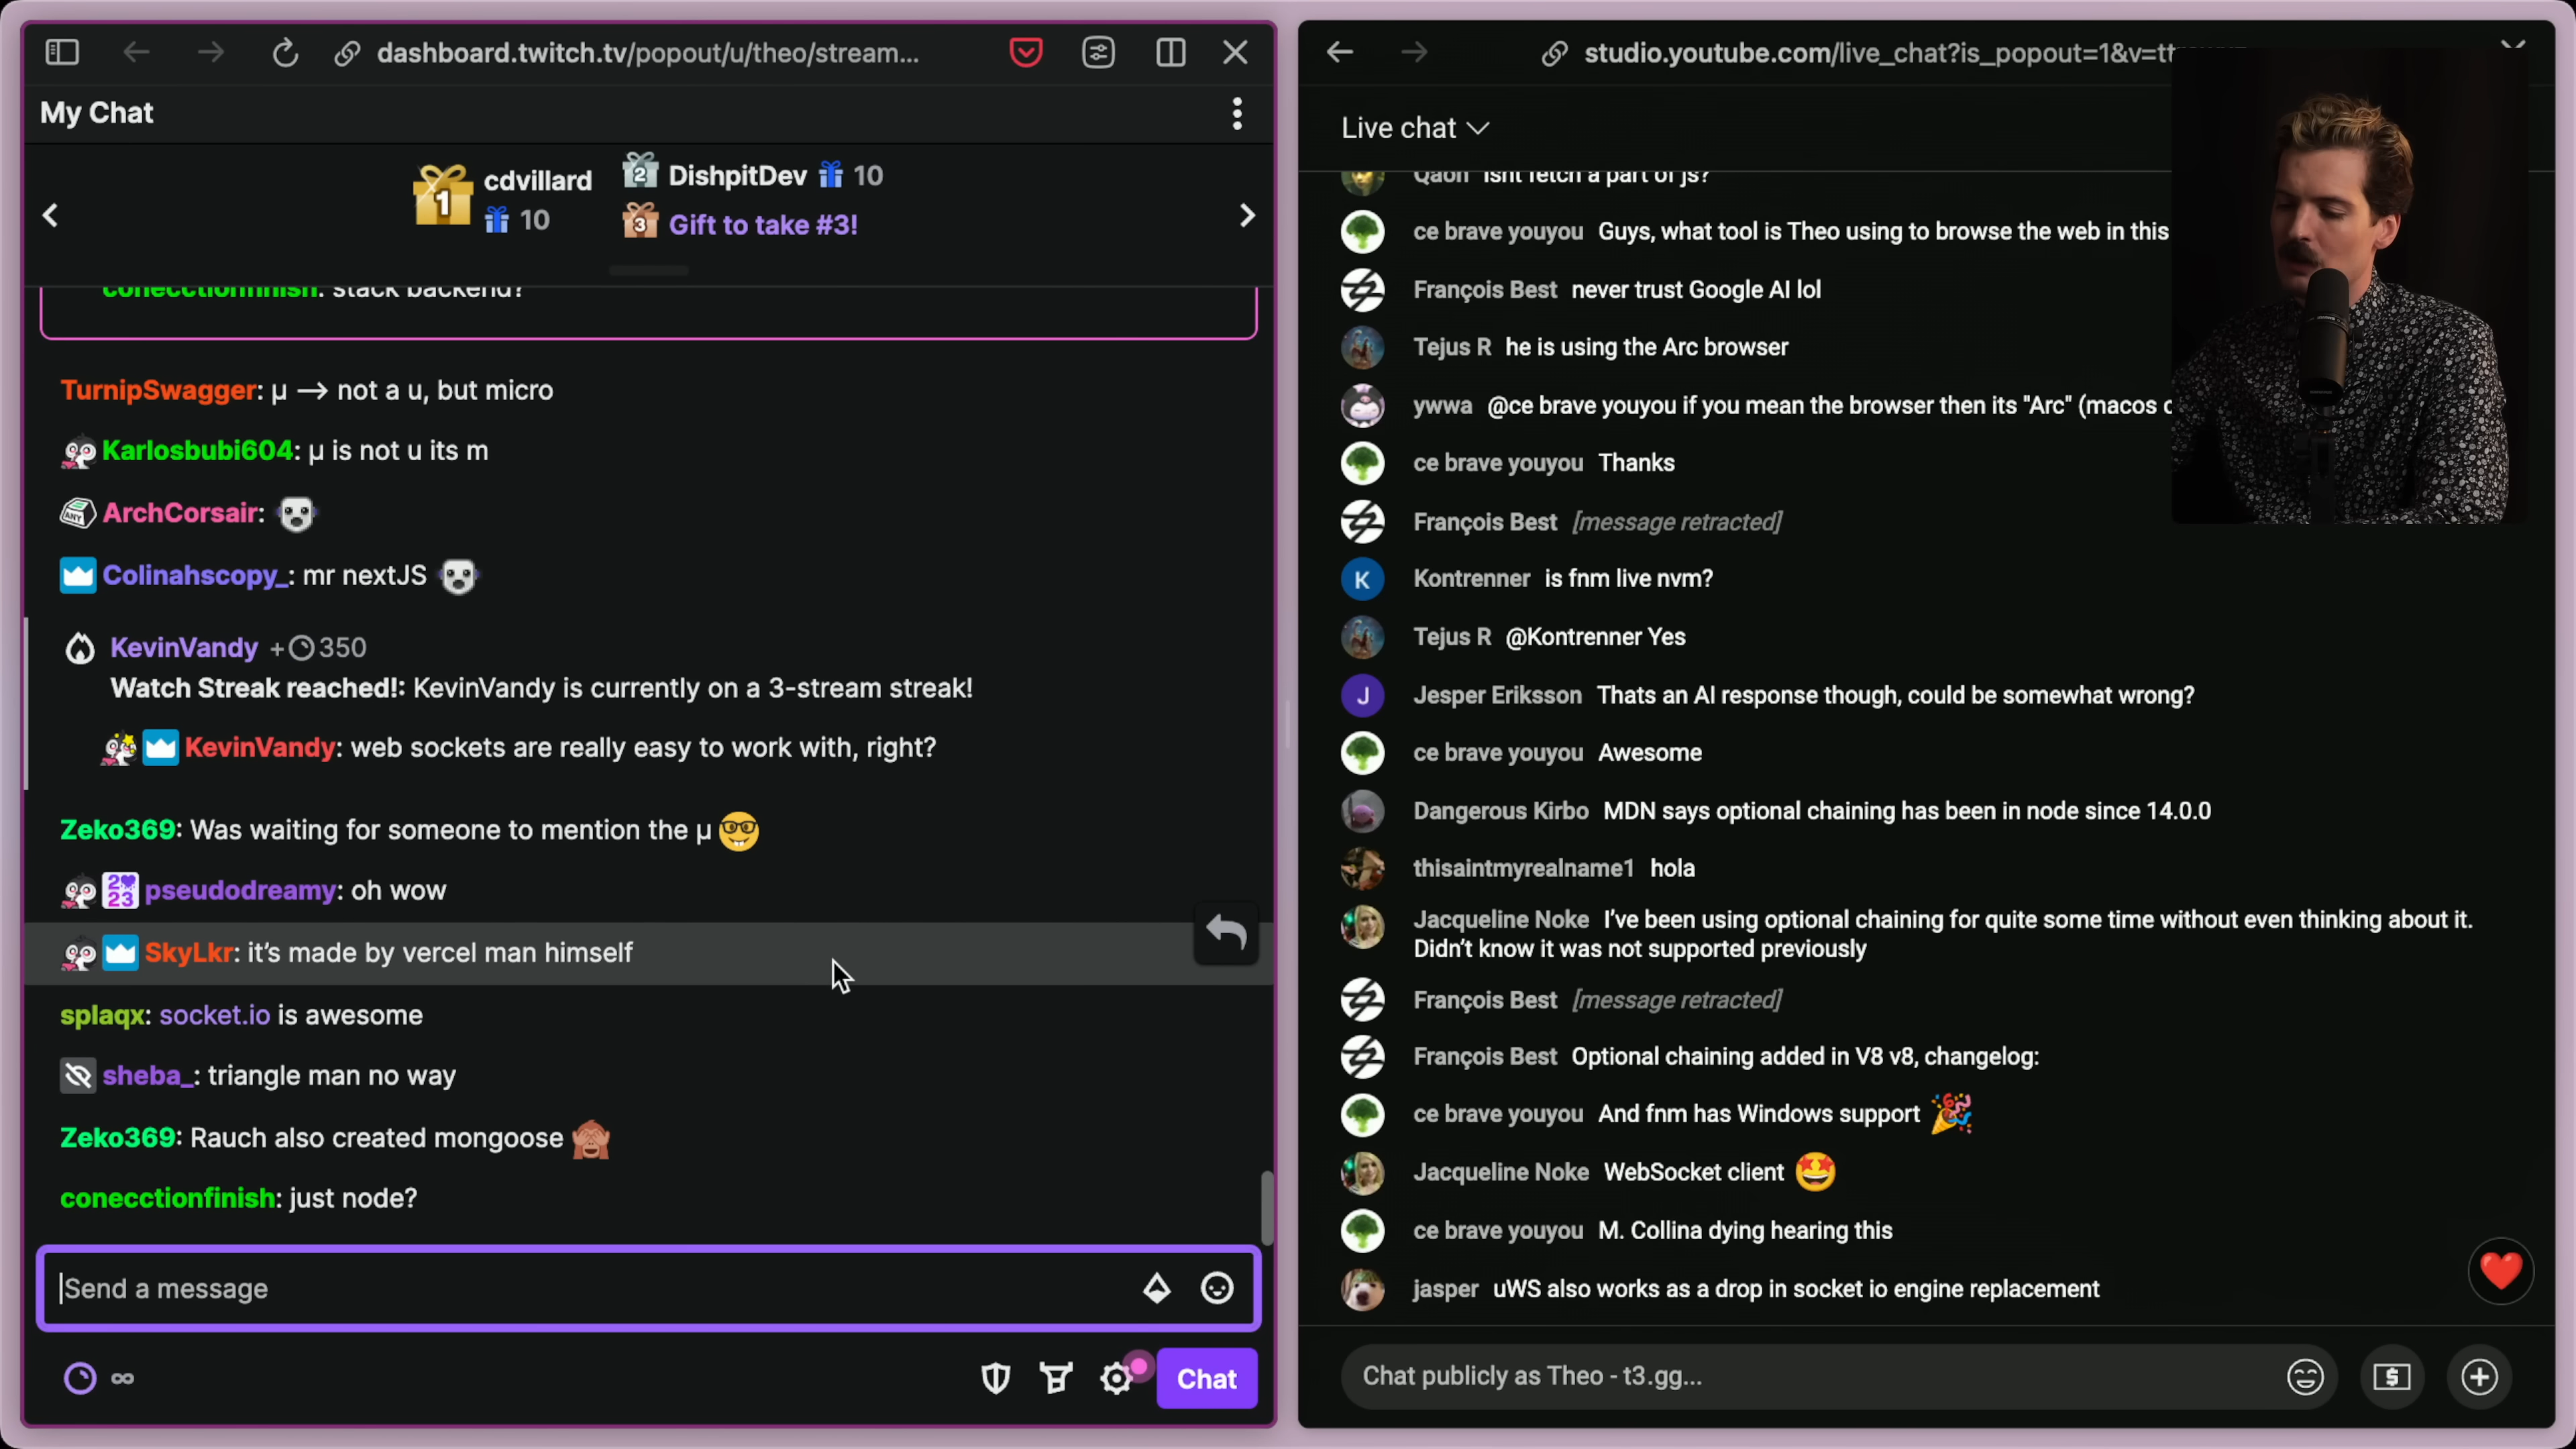 dashboard.twitch.tv/popout/u/theo/stream...
My Chat
1
cdvillard
10
2
DishpitDev 10
3
Gift to take #3!
conecctionfinish: stack backend?
TurnipSwagger: µ --> not a u, but micro
Karlosbubi604: µ is not u its m
ANY
ArchCorsair:
Colinahscopy_: mr nextJS
KevinVandy + 350
Watch Streak reached!: KevinVandy is currently on a 3-stream streak!
KevinVandy: web sockets are really easy to work with, right?
Zeko369: Was waiting for someone to mention the µ 🤓
2023 pseudodreamy: oh wow
SkyLkr: it's made by vercel man himself
splaqx: socket.io is awesome
sheba_: triangle man no way
Zeko369: Rauch also created mongoose 🙈
conecctionfinish: just node?
Send a message
∞
Chat
studio.youtube.com/live_chat?is_popout=1&v=
Live chat
Qaon isnt fetch a part of js?
ce brave youyou Guys, what tool is Theo using to browse the web in this
François Best never trust Google AI lol
Tejus R he is using the Arc browser
ywwa @ce brave youyou if you mean the browser then its "Arc" (macos
ce brave youyou Thanks
François Best [message retracted]
K
Kontrenner is fnm live nvm?
Tejus R @Kontrenner Yes
J
Jesper Eriksson Thats an AI response though, could be somewhat wrong?
ce brave youyou Awesome
Dangerous Kirbo MDN says optional chaining has been in node since 14.0.0
thisaintmyrealname1 hola
Jacqueline Noke I've been using optional chaining for quite some time without even thinking about it.
Didn't know it was not supported previously
François Best [message retracted]
François Best Optional chaining added in V8 v8, changelog:
ce brave youyou And fnm has Windows support 🎉
Jacqueline Noke WebSocket client 🤩
ce brave youyou M. Collina dying hearing this
jasper uWS also works as a drop in socket io engine replacement
Chat publicly as Theo - t3.gg...
$